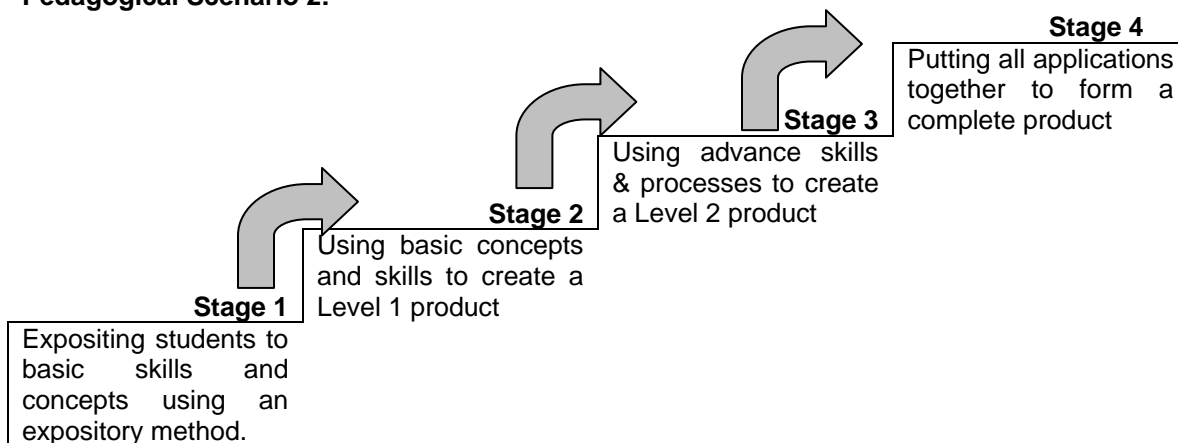 Pedagogical Scenario 2:
Stage 4
Putting all applications
together to form a
complete product
Stage 3
Using advance skills
& processes to create
a Level 2 product
Stage 2
Using basic concepts
and skills to create a
Level 1 product
Stage 1
Expositing students to
basic skills and
concepts using an
expository method.